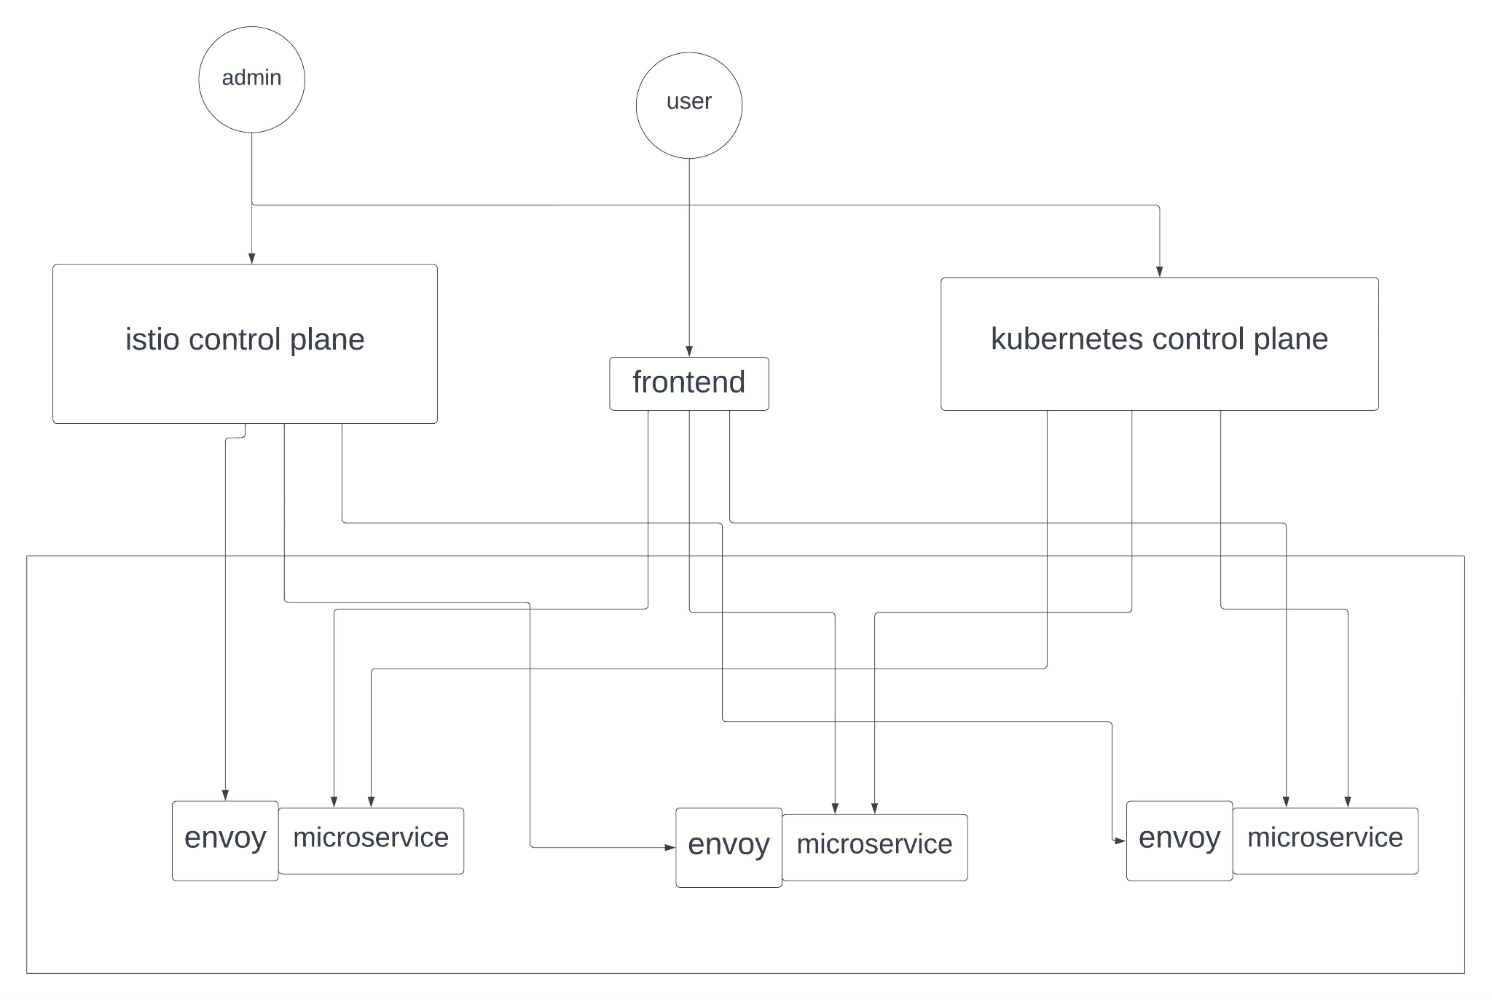 admin
user
istio control plane
kubernetes control plane
frontend
envoy
microservice
envoy
microservice
envoy
microservice